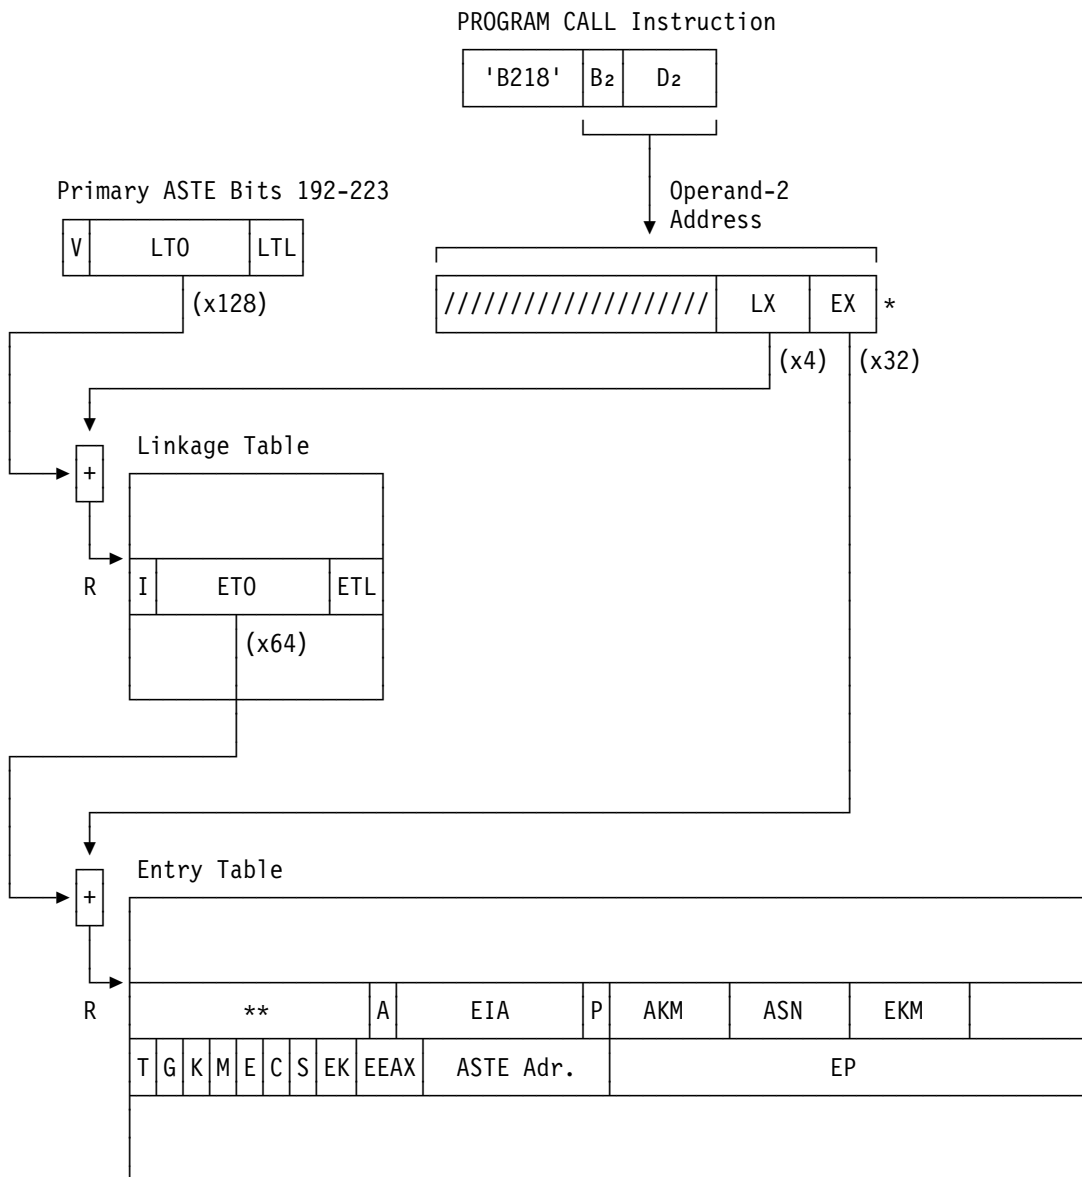 PROGRAM CALL Instruction
'B218' B₂ D₂
Primary ASTE Bits 192-223
Operand-2
Address
V LTO LTL
(x128)
/////////////////// LX EX *
(x4) (x32)
Linkage Table
+
R I ETO ETL
(x64)
Entry Table
+
R ** A EIA P AKM ASN EKM
T G K M E C S EK EEAX ASTE Adr. EP